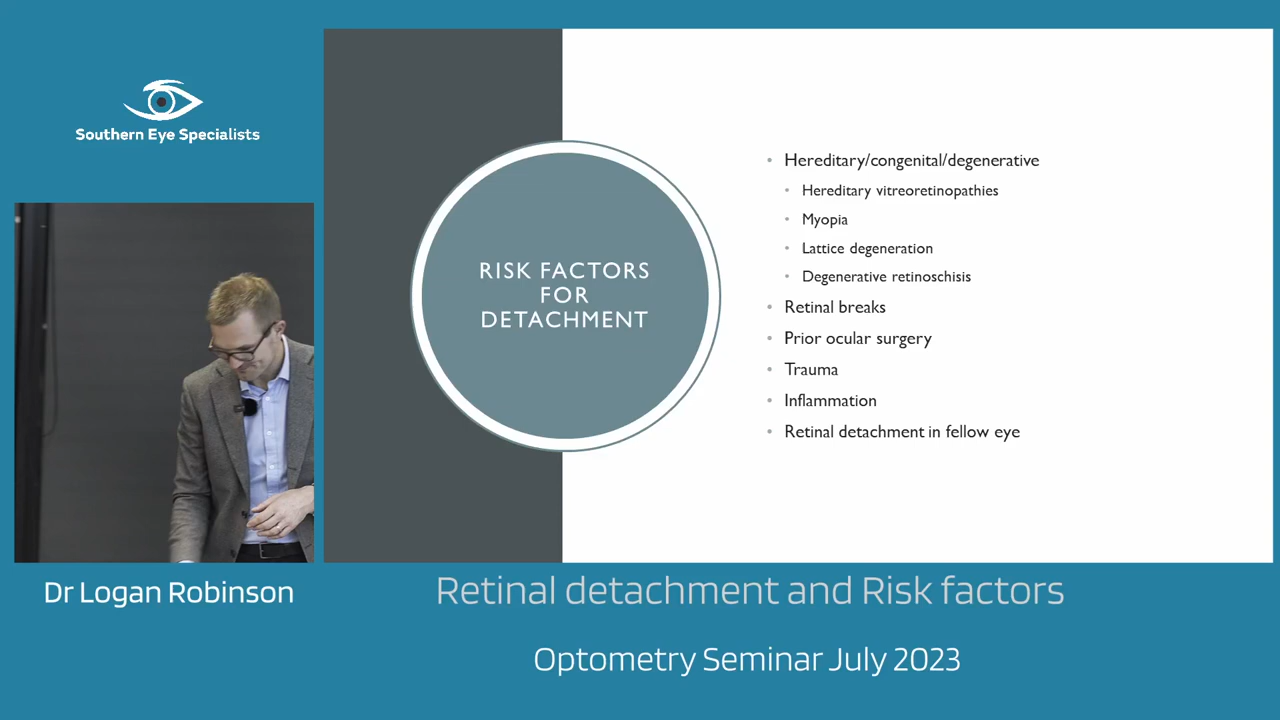 Southern Eye Specialists
RISK FACTORS
FOR
DETACHMENT
Hereditary/congenital/degenerative
Hereditary vitreoretinopathies
Myopia
Lattice degeneration
Degenerative retinoschisis
Retinal breaks
Prior ocular surgery
Trauma
Inflammation
Retinal detachment in fellow eye
Dr Logan Robinson
Retinal detachment and Risk factors
Optometry Seminar July 2023